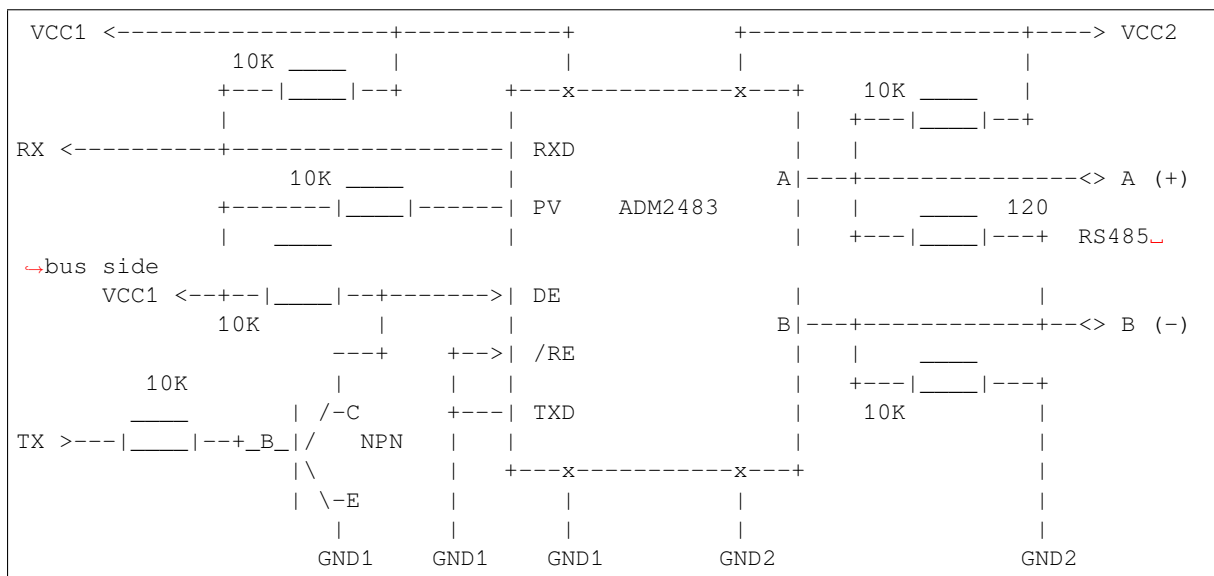 VCC1 <--------------------+------------+           +--------------------+----> VCC2
               10K ____   |            |           |                    |
              +---|____|--+        +---x-----------x---+    10K ____    |
              |                    |                   |   +---|____|--+
RX <----------+--------------------| RXD               |   |
                   10K ____        |                  A|---+---------------<> A (+)
              +-------|____|-------| PV    ADM2483     |   |    ____   120
              |   ____             |                   |   +---|____|---+  RS485␣
↪bus side
      VCC1 <--+--|____|--+-------->| DE                |                |
              10K        |         |                  B|---+------------+--<> B (-)
                      ---+     +-->| /RE               |   |    ____
         10K          |        |   |                   |   +---|____|---+
        ____       | /-C       +---| TXD               |    10K         |
TX >---|____|--+_B_|/   NPN    |   |                   |                |
                   |\          |   +---x-----------x---+                |
                   | \-E       |       |           |                    |
                      |        |       |           |                    |
                     GND1     GND1    GND1        GND2                 GND2